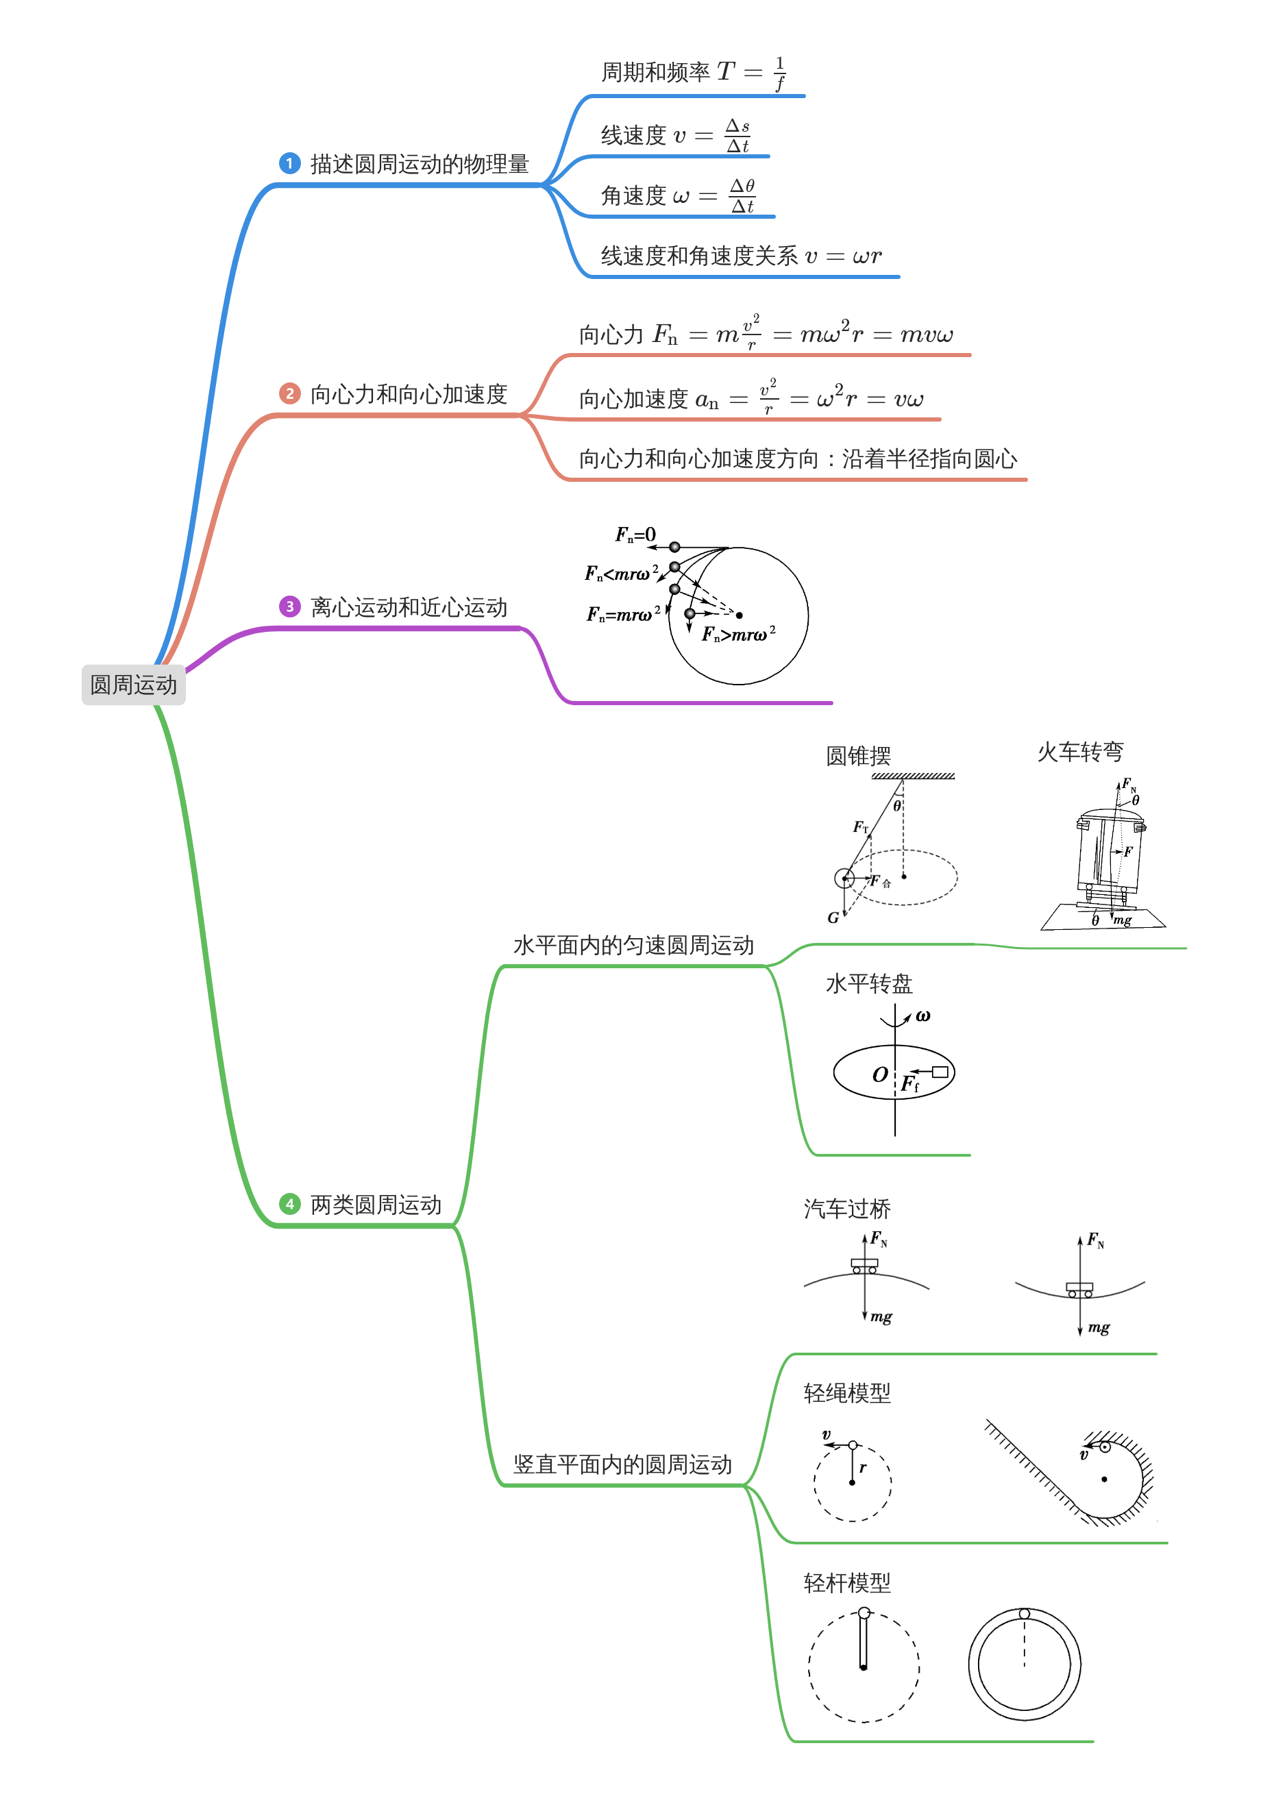 周期和频率 T = 1/f
线速度 v = Δs/Δt
① 描述圆周运动的物理量
角速度 ω = Δθ/Δt
线速度和角速度关系 v = ωr
向心力 Fₙ = m v²/r = mω²r = mvω
② 向心力和向心加速度
向心加速度 aₙ = v²/r = ω²r = vω
向心力和向心加速度方向：沿着半径指向圆心
Fₙ=0
Fₙ<mrω²
Fₙ=mrω²
Fₙ>mrω²
③ 离心运动和近心运动
圆周运动
圆锥摆
θ
F_T
F合
G
火车转弯
F_N
θ
F
θ
mg
水平面内的匀速圆周运动
水平转盘
ω
O
F_f
④ 两类圆周运动
汽车过桥
F_N
mg
F_N
mg
轻绳模型
v
r
v
竖直平面内的圆周运动
轻杆模型